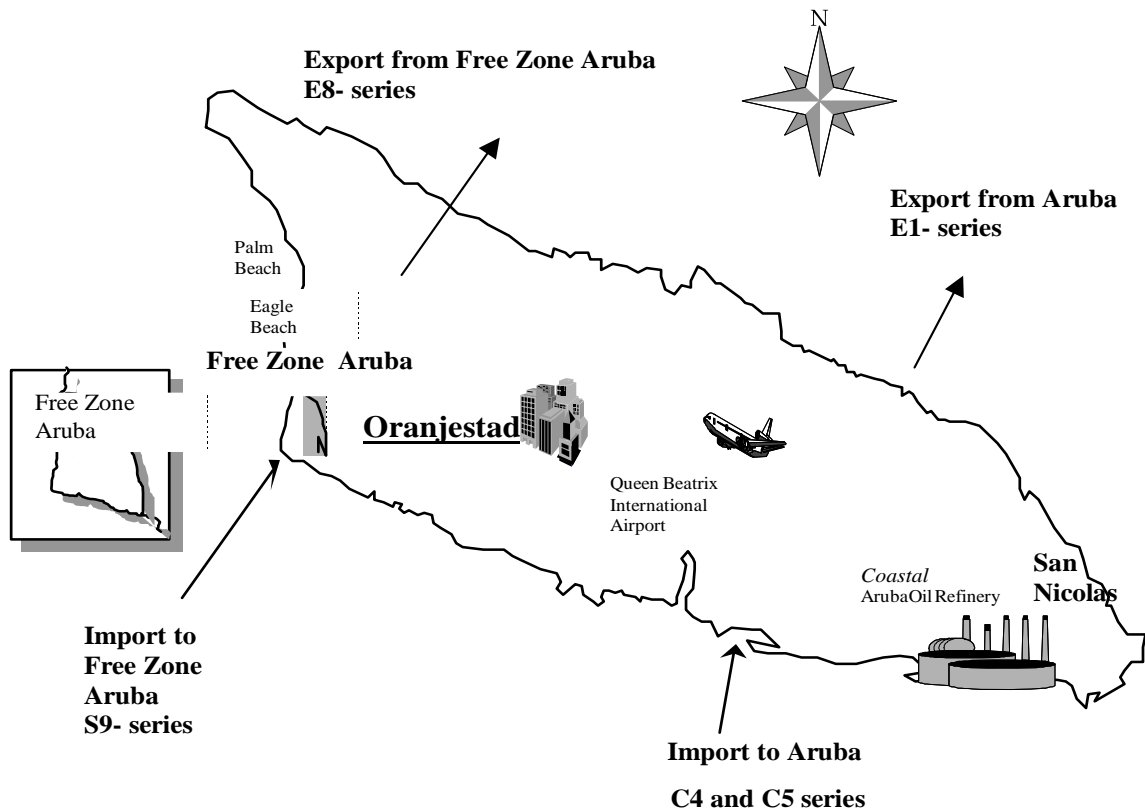 N
Export from Free Zone Aruba
E8- series
Export from Aruba
E1- series
Palm
Beach
Eagle
Beach
Free Zone Aruba
Free Zone
Aruba
Oranjestad
N
Queen Beatrix
International
Airport
San
Nicolas
Coastal
Aruba Oil Refinery
Import to
Free Zone
Aruba
S9- series
Import to Aruba
C4 and C5 series